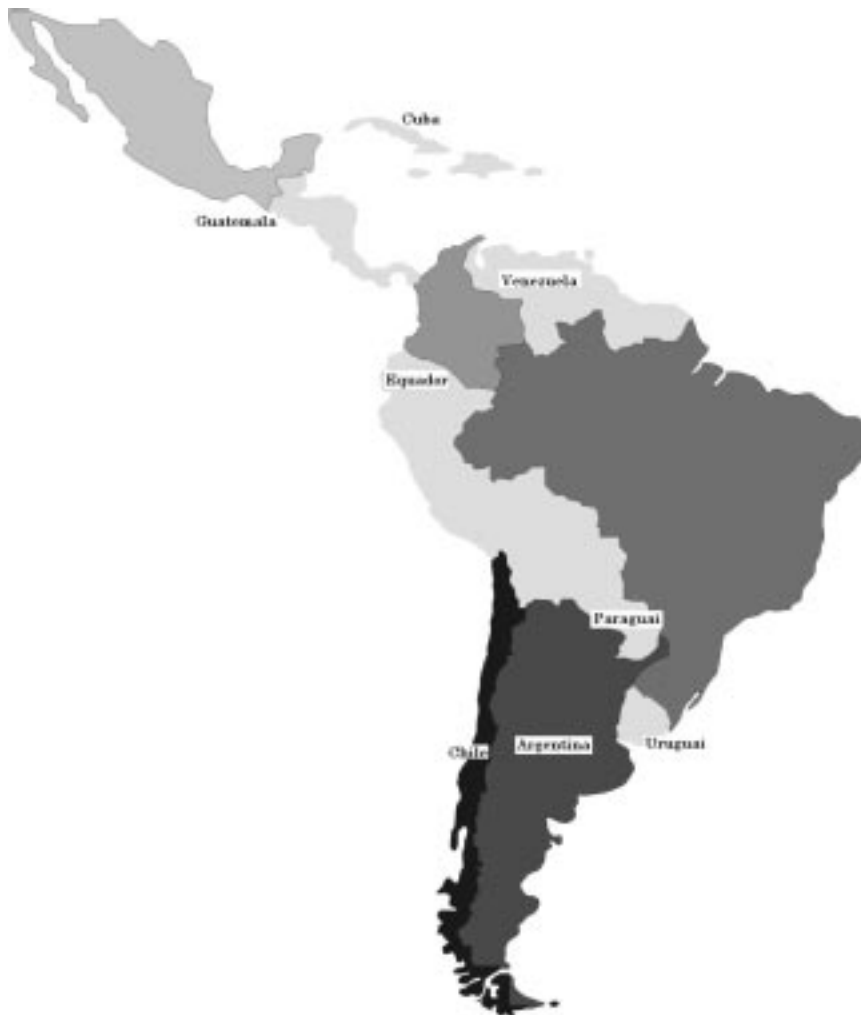 Cuba
Guatemala
Venezuela
Equador
Paraguai
Chile
Argentina
Uruguai